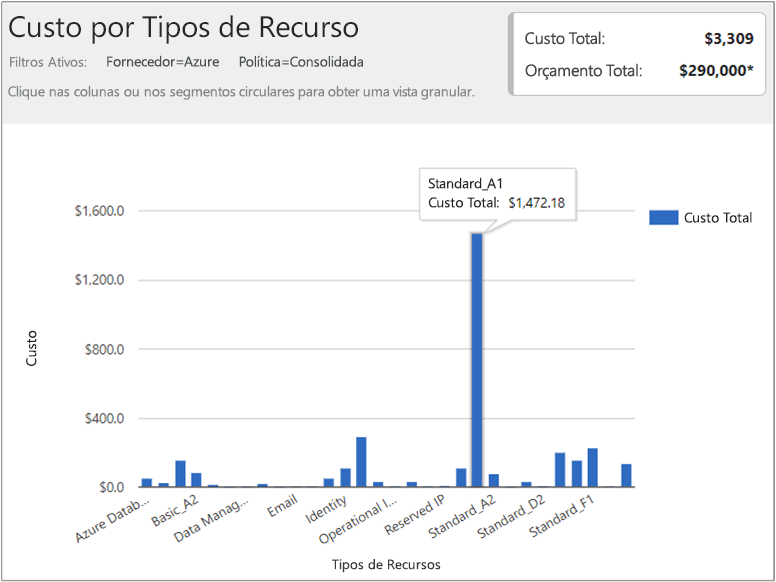 Custo por Tipos de Recurso
Filtros Ativos: Fornecedor=Azure Política=Consolidada
Clique nas colunas ou nos segmentos circulares para obter uma vista granular.
Custo Total: $3,309
Orçamento Total: $290,000*
Standard_A1
Custo Total: $1,472.18
Custo Total
$1,600.0
$1,200.0
$800.0
$400.0
$0.0
Custo
Azure Datab...
Basic_A2
Data Manag...
Email
Identity
Operational I...
Reserved IP
Standard_A2
Standard_D2
Standard_F1
Tipos de Recursos